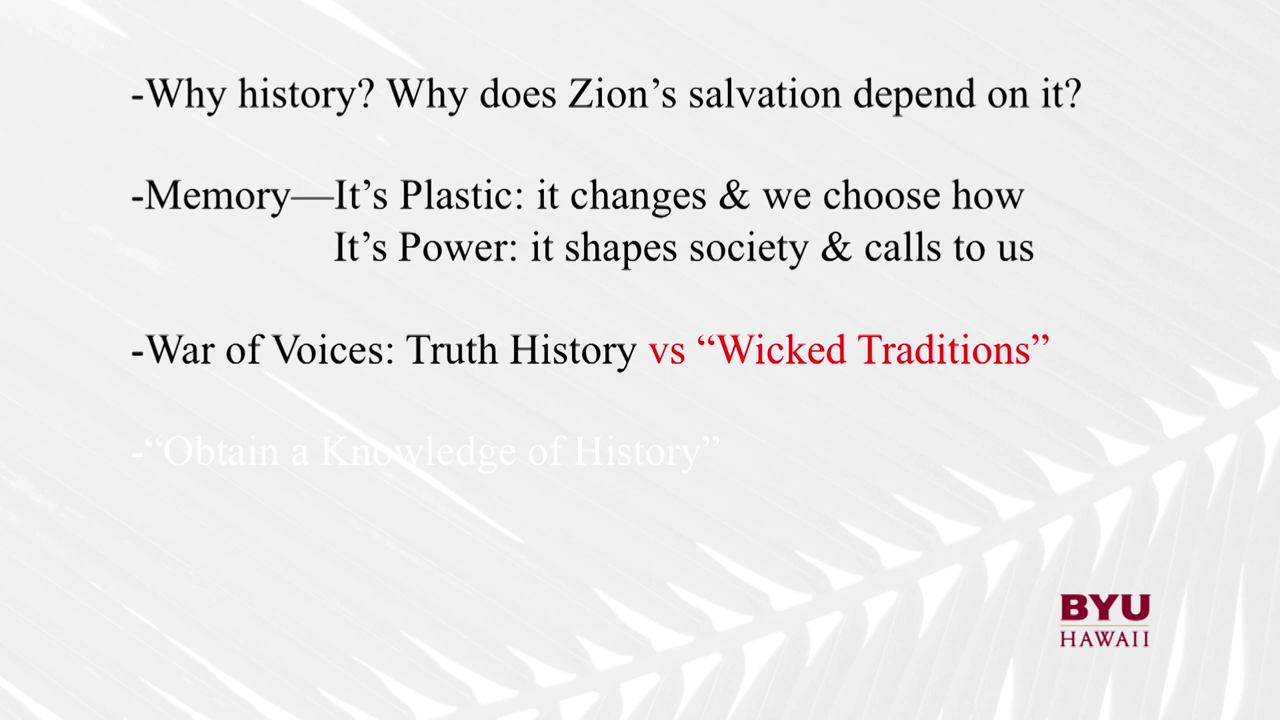 -Why history? Why does Zion’s salvation depend on it?
-Memory—It’s Plastic: it changes & we choose how
It’s Power: it shapes society & calls to us
-War of Voices: Truth History vs “Wicked Traditions”
-“Obtain a Knowledge of History”
BYU
HAWAII